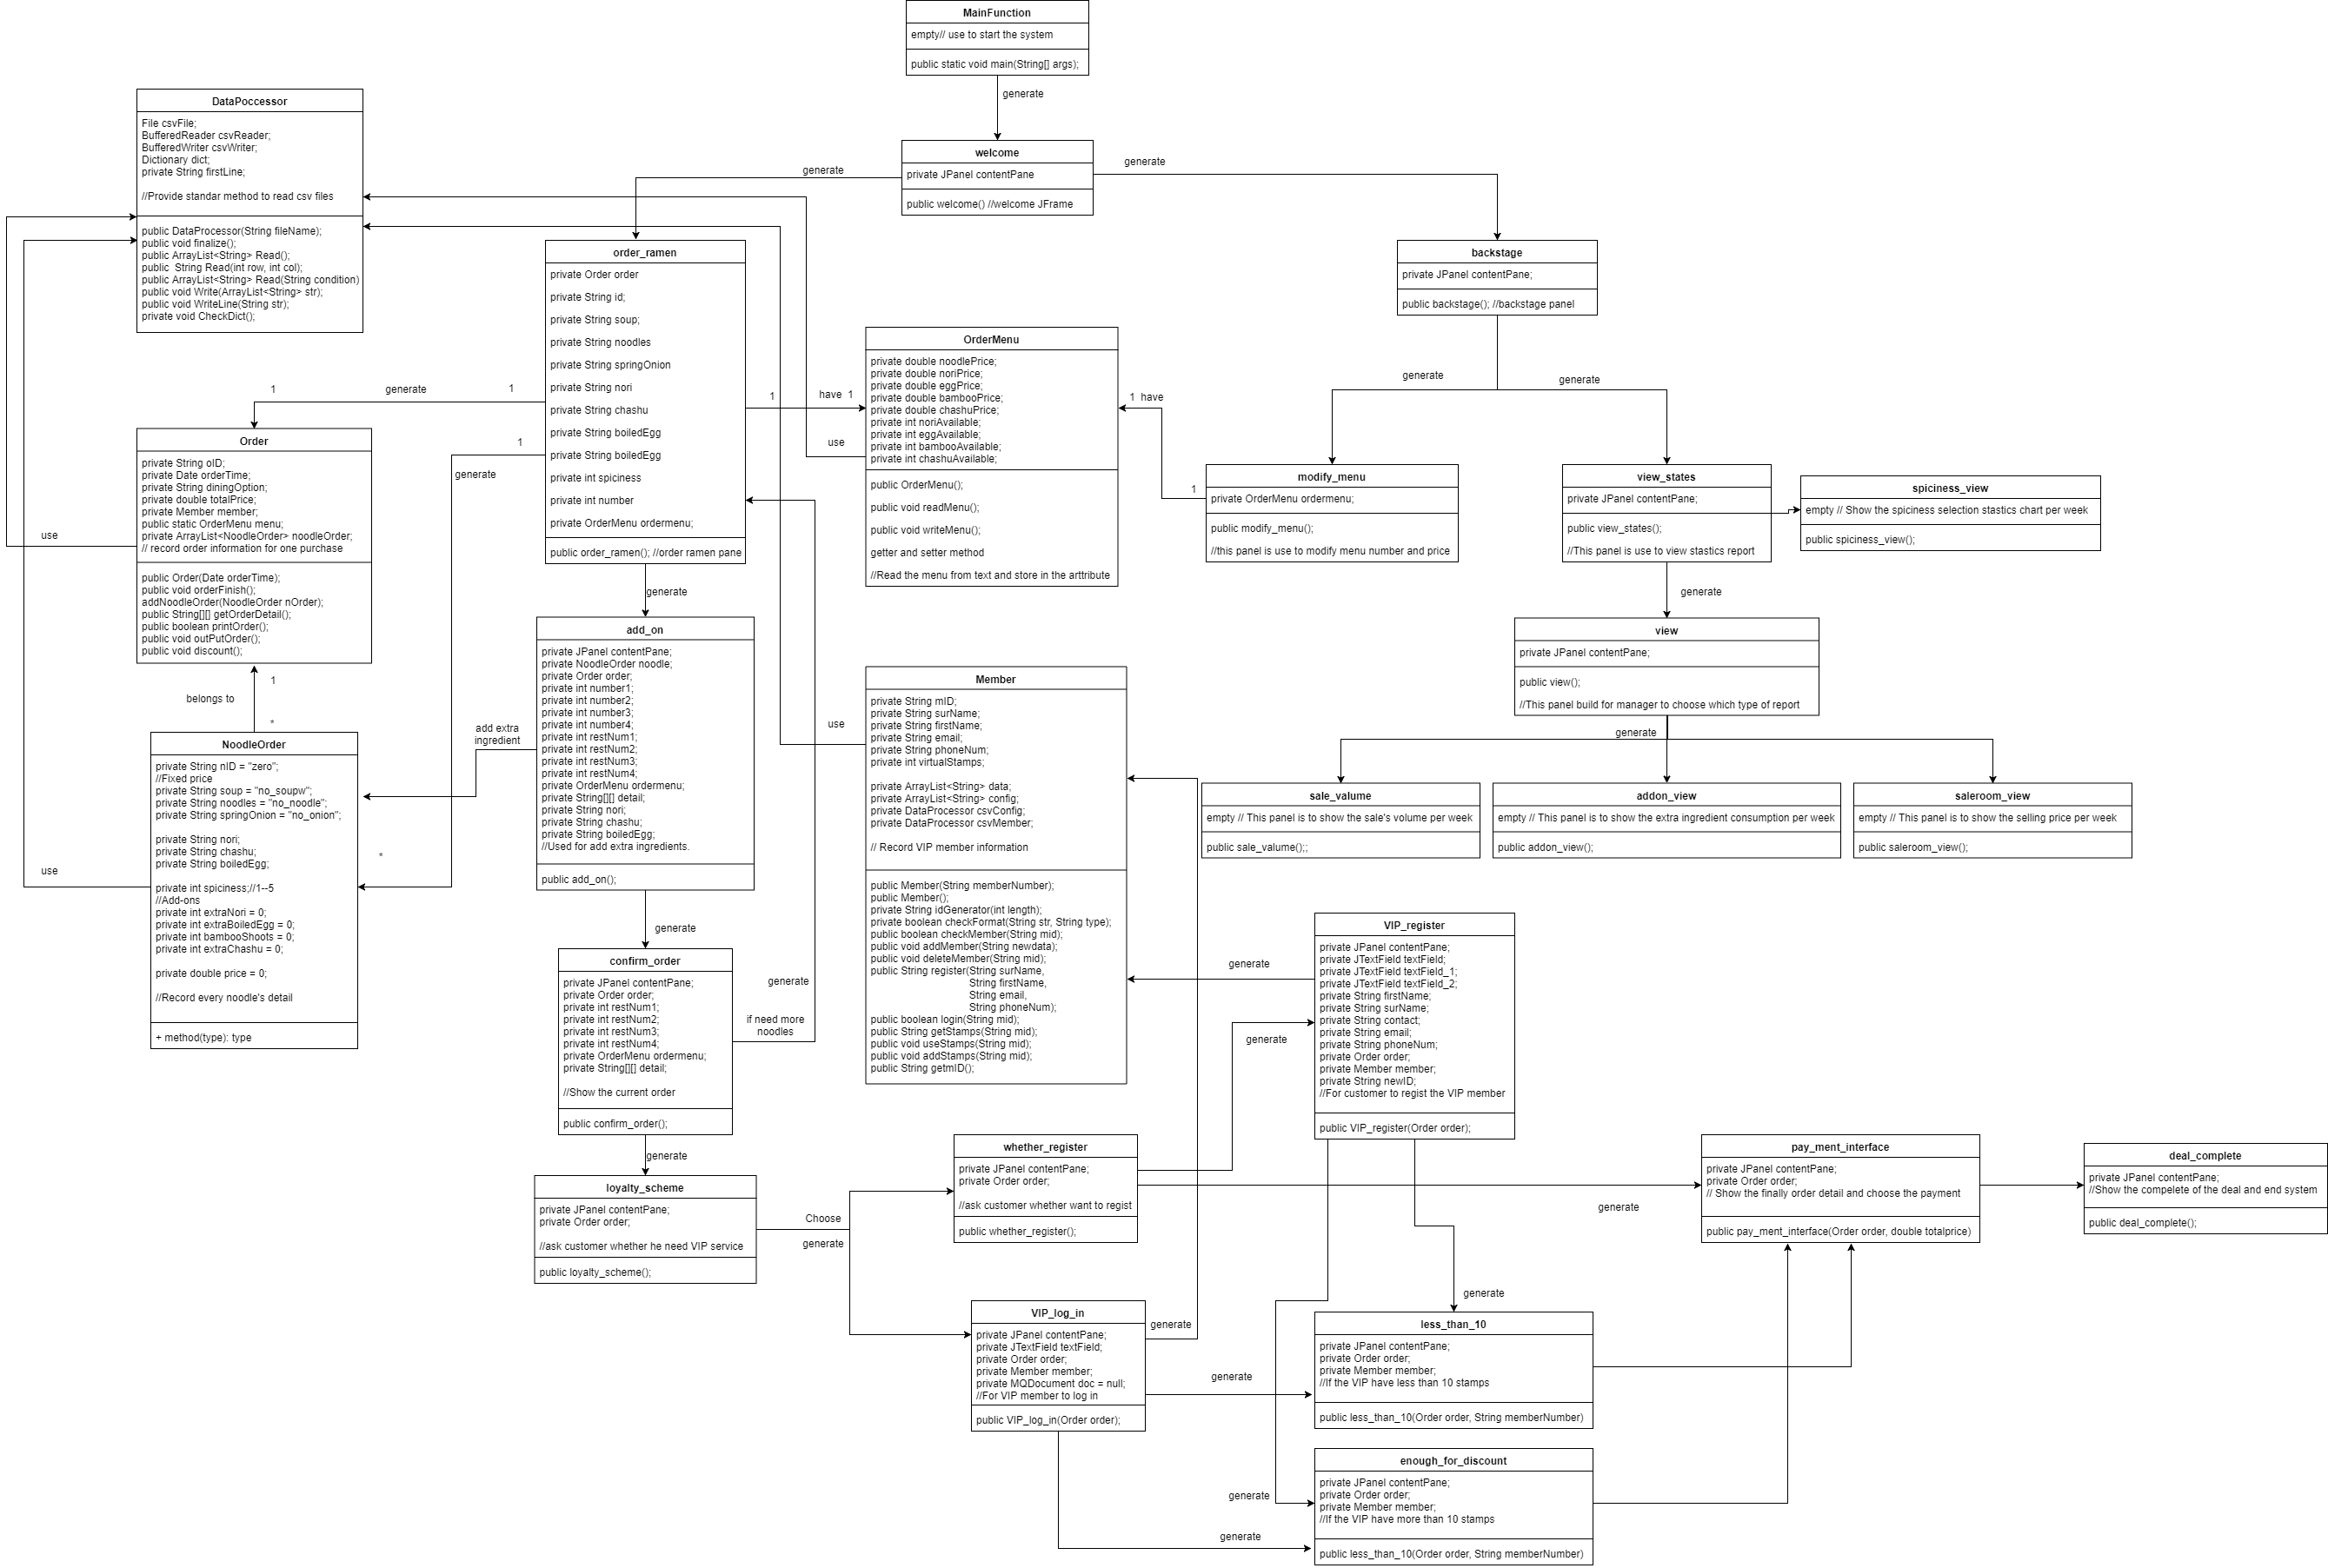 MainFunction
empty// use to start the system
public static void main(String[] args);
generate
welcome
private JPanel contentPane
public welcome() //welcome JFrame
generate
generate
DataPoccessor
File csvFile;
BufferedReader csvReader;
BufferedWriter csvWriter;
Dictionary dict;
private String firstLine;
//Provide standar method to read csv files
public DataProcessor(String fileName);
public void finalize();
public ArrayList<String> Read();
public  String Read(int row, int col);
public ArrayList<String> Read(String condition)
public void Write(ArrayList<String> str);
public void WriteLine(String str);
private void CheckDict();
order_ramen
private Order order
private String id;
private String soup;
private String noodles
private String springOnion
private String nori
private String chashu
private String boiledEgg
private String boiledEgg
private int spiciness
private int number
private OrderMenu ordermenu;
public order_ramen(); //order ramen pane
backstage
private JPanel contentPane;
public backstage(); //backstage panel
generate
generate
OrderMenu
private double noodlePrice;
private double noriPrice;
private double eggPrice;
private double bambooPrice;
private double chashuPrice;
private int noriAvailable;
private int eggAvailable;
private int bambooAvailable;
private int chashuAvailable;
public OrderMenu();
public void readMenu();
public void writeMenu();
getter and setter method
//Read the menu from text and store in the arttribute
1
generate
1
1
have  1
1  have
1
use
1
generate
Order
private String oID;
private Date orderTime;
private String diningOption;
private double totalPrice;
private Member member;
public static OrderMenu menu;
private ArrayList<NoodleOrder> noodleOrder;
// record order information for one purchase
public Order(Date orderTime);
public void orderFinish();
addNoodleOrder(NoodleOrder nOrder);
public String[][] getOrderDetail();
public boolean printOrder();
public void outPutOrder();
public void discount();
use
modify_menu
private OrderMenu ordermenu;
public modify_menu();
//this panel is use to modify menu number and price
view_states
private JPanel contentPane;
public view_states();
//This panel is use to view stastics report
spiciness_view
empty // Show the spiciness selection stastics chart per week
public spiciness_view();
generate
generate
add_on
private JPanel contentPane;
private NoodleOrder noodle;
private Order order;
private int number1;
private int number2;
private int number3;
private int number4;
private int restNum1;
private int restNum2;
private int restNum3;
private int restNum4;
private OrderMenu ordermenu;
private String[][] detail;
private String nori;
private String chashu;
private String boiledEgg;
//Used for add extra ingredients.
public add_on();
view
private JPanel contentPane;
public view();
//This panel build for manager to choose which type of report
generate
1
belongs to
*
add extra
ingredient
*
use
NoodleOrder
private String nID = "zero";
//Fixed price
private String soup = "no_soupw";
private String noodles = "no_noodle";
private String springOnion = "no_onion";
private String nori;
private String chashu;
private String boiledEgg;
private int spiciness;//1--5
//Add-ons
private int extraNori = 0;
private int extraBoiledEgg = 0;
private int bambooShoots = 0;
private int extraChashu = 0;
private double price = 0;
//Record every noodle's detail
+ method(type): type
use
Member
private String mID;
private String surName;
private String firstName;
private String email;
private String phoneNum;
private int virtualStamps;
private ArrayList<String> data;
private ArrayList<String> config;
private DataProcessor csvConfig;
private DataProcessor csvMember;
// Record VIP member information
public Member(String memberNumber);
public Member();
private String idGenerator(int length);
private boolean checkFormat(String str, String type);
public boolean checkMember(String mid);
public void addMember(String newdata);
public void deleteMember(String mid);
public String register(String surName,
String firstName,
String email,
String phoneNum);
public boolean login(String mid);
public String getStamps(String mid);
public void useStamps(String mid);
public void addStamps(String mid);
public String getmID();
sale_valume
empty // This panel is to show the sale's volume per week
public sale_valume();;
addon_view
empty // This panel is to show the extra ingredient consumption per week
public addon_view();
saleroom_view
empty // This panel is to show the selling price per week
public saleroom_view();
generate
confirm_order
private JPanel contentPane;
private Order order;
private int restNum1;
private int restNum2;
private int restNum3;
private int restNum4;
private OrderMenu ordermenu;
private String[][] detail;
//Show the current order
public confirm_order();
generate
if need more
noodles
VIP_register
private JPanel contentPane;
private JTextField textField;
private JTextField textField_1;
private JTextField textField_2;
private String firstName;
private String surName;
private String contact;
private String email;
private String phoneNum;
private Order order;
private Member member;
private String newID;
//For customer to regist the VIP member
public VIP_register(Order order);
generate
generate
generate
loyalty_scheme
private JPanel contentPane;
private Order order;
//ask customer whether he need VIP service
public loyalty_scheme();
Choose
generate
whether_register
private JPanel contentPane;
private Order order;
//ask customer whether want to regist
public whether_register();
generate
pay_ment_interface
private JPanel contentPane;
private Order order;
// Show the finally order detail and choose the payment
public pay_ment_interface(Order order, double totalprice)
deal_complete
private JPanel contentPane;
//Show the compelete of the deal and end system
public deal_complete();
VIP_log_in
private JPanel contentPane;
private JTextField textField;
private Order order;
private Member member;
private MQDocument doc = null;
//For VIP member to log in
public VIP_log_in(Order order);
generate
generate
generate
less_than_10
private JPanel contentPane;
private Order order;
private Member member;
//If the VIP have less than 10 stamps
public less_than_10(Order order, String memberNumber)
enough_for_discount
private JPanel contentPane;
private Order order;
private Member member;
//If the VIP have more than 10 stamps
public less_than_10(Order order, String memberNumber)
generate
generate